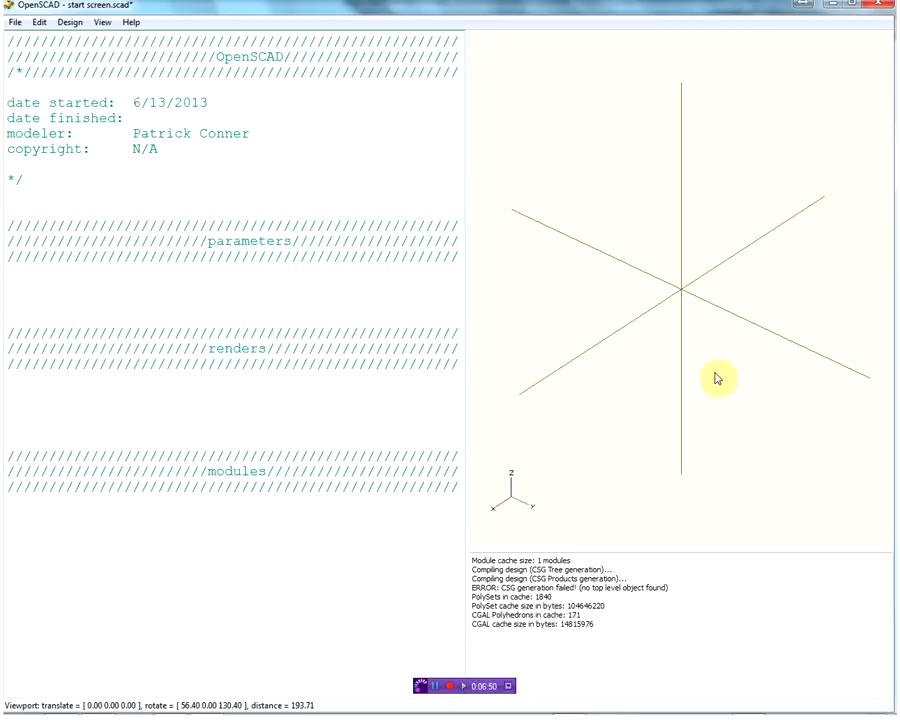 OpenSCAD - start screen.scad*
File Edit Design View Help
//////////////////////////////////////////////////////
/////////////////////////OpenSCAD/////////////////////
/*////////////////////////////////////////////////////
date started: 6/13/2013
date finished:
modeler: Patrick Conner
copyright: N/A
*/
//////////////////////////////////////////////////////
////////////////////////parameters////////////////////
//////////////////////////////////////////////////////
//////////////////////////////////////////////////////
////////////////////////renders///////////////////////
//////////////////////////////////////////////////////
//////////////////////////////////////////////////////
////////////////////////modules///////////////////////
//////////////////////////////////////////////////////
z
x
y
Module cache size: 1 modules
Compiling design (CSG Tree generation)...
Compiling design (CSG Products generation)...
ERROR: CSG generation failed! (no top level object found)
PolySets in cache: 1840
PolySet cache size in bytes: 104646220
CGAL Polyhedrons in cache: 171
CGAL cache size in bytes: 14815976
0:06:50
Viewport: translate = [ 0.00 0.00 0.00 ], rotate = [ 56.40 0.00 130.40 ], distance = 193.71